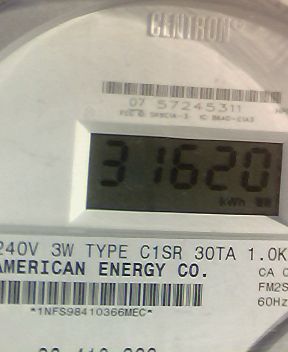 CENTRON®
07 57245311
31620
kWh
240V 3W TYPE C1SR 30TA 1.0K
AMERICAN ENERGY CO.
CA 0
FM2S
60Hz
*1NFS98410366MEC*